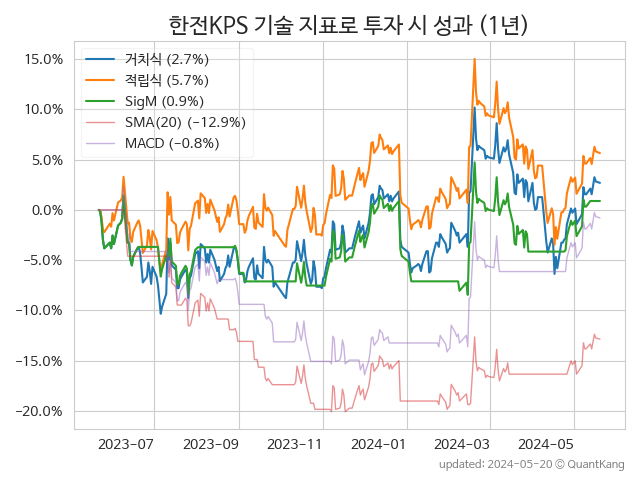 한전KPS 기술 지표로 투자 시 성과 (1년)
거치식 (2.7%)
적립식 (5.7%)
SigM (0.9%)
SMA(20) (−12.9%)
MACD (−0.8%)
15.0%
10.0%
5.0%
0.0%
−5.0%
−10.0%
−15.0%
−20.0%
2023-07 2023-09 2023-11 2024-01 2024-03 2024-05
updated: 2024-05-20 © QuantKang